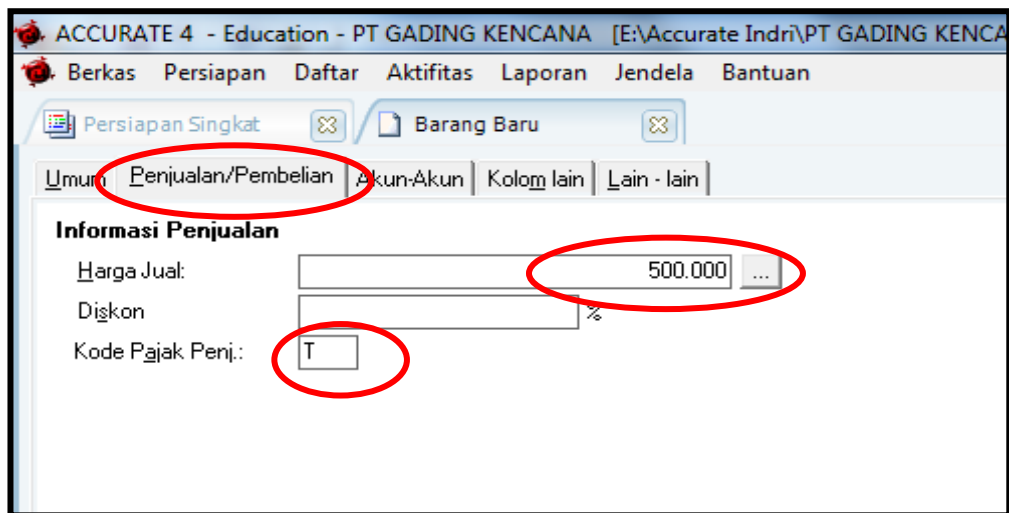 ACCURATE 4 - Education - PT GADING KENCANA [E:\Accurate Indri\PT GADING KENCA
Berkas Persiapan Daftar Aktifitas Laporan Jendela Bantuan
Persiapan Singkat Barang Baru
Umum Penjualan/Pembelian Akun-Akun Kolom lain Lain - lain
Informasi Penjualan
Harga Jual: 500.000 ...
Diskon %
Kode Pajak Penj.: T